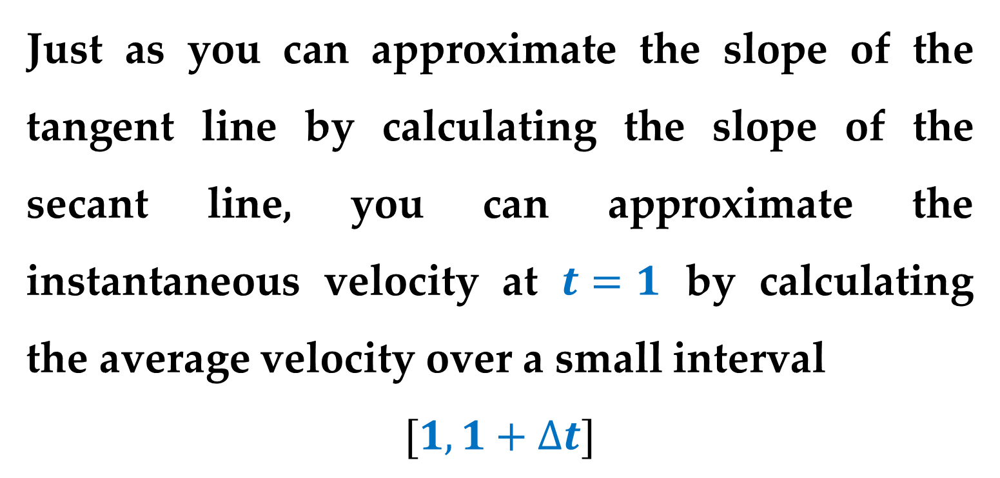 Just as you can approximate the slope of the
tangent line by calculating the slope of the
secant line, you can approximate the
instantaneous velocity at t = 1 by calculating
the average velocity over a small interval
[1, 1 + Δt]